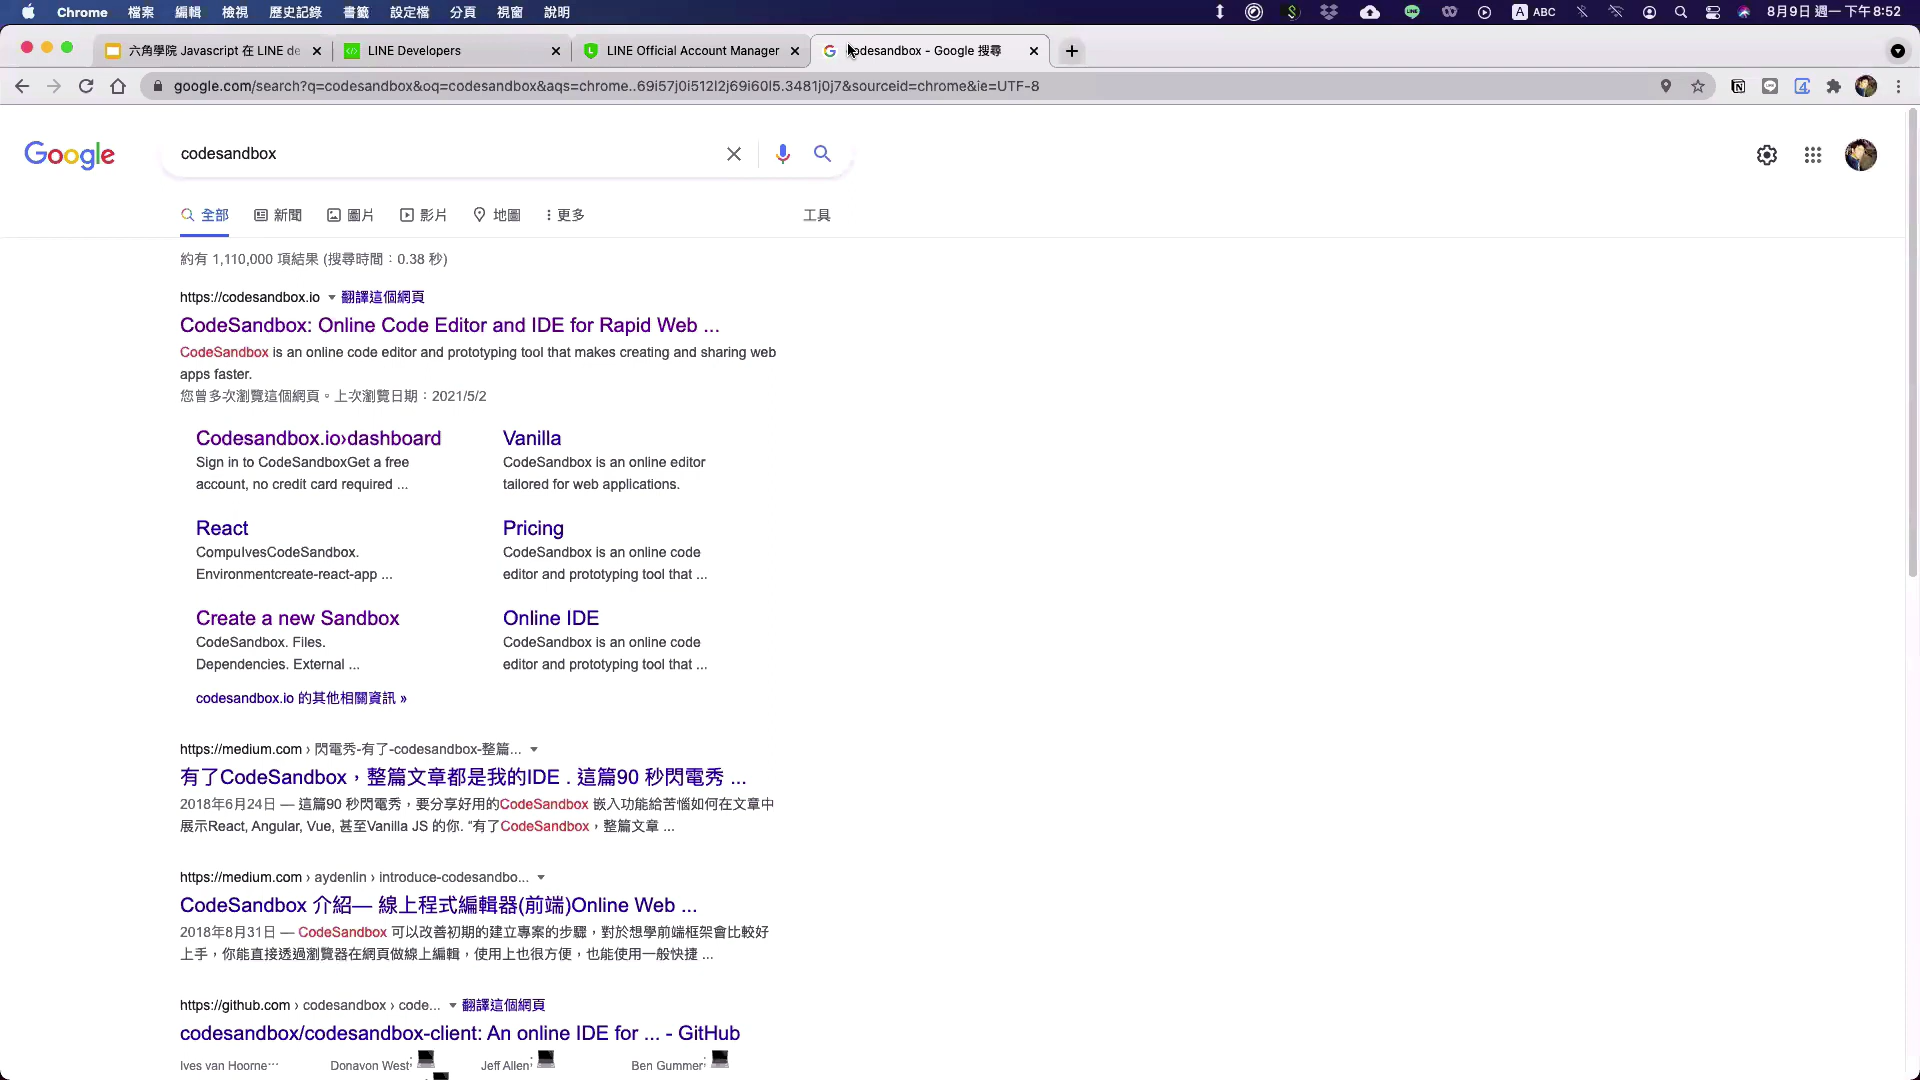 Chrome 檔案 編輯 檢視 歷史記錄 書籤 設定檔 分頁 視窗 說明 A ABC 8月9日 週一 下午8:52
六角學院 Javascript 在 LINE de LINE Developers LINE Official Account Manager codesandbox - Google 搜尋
google.com/search?q=codesandbox&oq=codesandbox&aqs=chrome..69i57j0i512l2j69i60l5.3481j0j7&sourceid=chrome&ie=UTF-8
Google codesandbox
全部 新聞 圖片 影片 地圖 更多 工具
約有 1,110,000 項結果 (搜尋時間：0.38 秒)
https://codesandbox.io 翻譯這個網頁
CodeSandbox: Online Code Editor and IDE for Rapid Web ...
CodeSandbox is an online code editor and prototyping tool that makes creating and sharing web
apps faster.
您曾多次瀏覽這個網頁。上次瀏覽日期：2021/5/2
Codesandbox.io›dashboard
Sign in to CodeSandboxGet a free
account, no credit card required ...
Vanilla
CodeSandbox is an online editor
tailored for web applications.
React
CompulvesCodeSandbox.
Environmentcreate-react-app ...
Pricing
CodeSandbox is an online code
editor and prototyping tool that ...
Create a new Sandbox
CodeSandbox. Files.
Dependencies. External ...
Online IDE
CodeSandbox is an online code
editor and prototyping tool that ...
codesandbox.io 的其他相關資訊 »
https://medium.com › 閃電秀-有了-codesandbox-整篇...
有了CodeSandbox，整篇文章都是我的IDE . 這篇90 秒閃電秀 ...
2018年6月24日 — 這篇90 秒閃電秀，要分享好用的CodeSandbox 嵌入功能給苦惱如何在文章中
展示React, Angular, Vue, 甚至Vanilla JS 的你. “有了CodeSandbox，整篇文章 ...
https://medium.com › aydenlin › introduce-codesandbo...
CodeSandbox 介紹— 線上程式編輯器(前端)Online Web ...
2018年8月31日 — CodeSandbox 可以改善初期的建立專案的步驟，對於想學前端框架會比較好
上手，你能直接透過瀏覽器在網頁做線上編輯，使用上也很方便，也能使用一般快捷 ...
https://github.com › codesandbox › code... 翻譯這個網頁
codesandbox/codesandbox-client: An online IDE for ... - GitHub
Ives van Hoorne··· Donavon West; Jeff Allen; Ben Gummer;